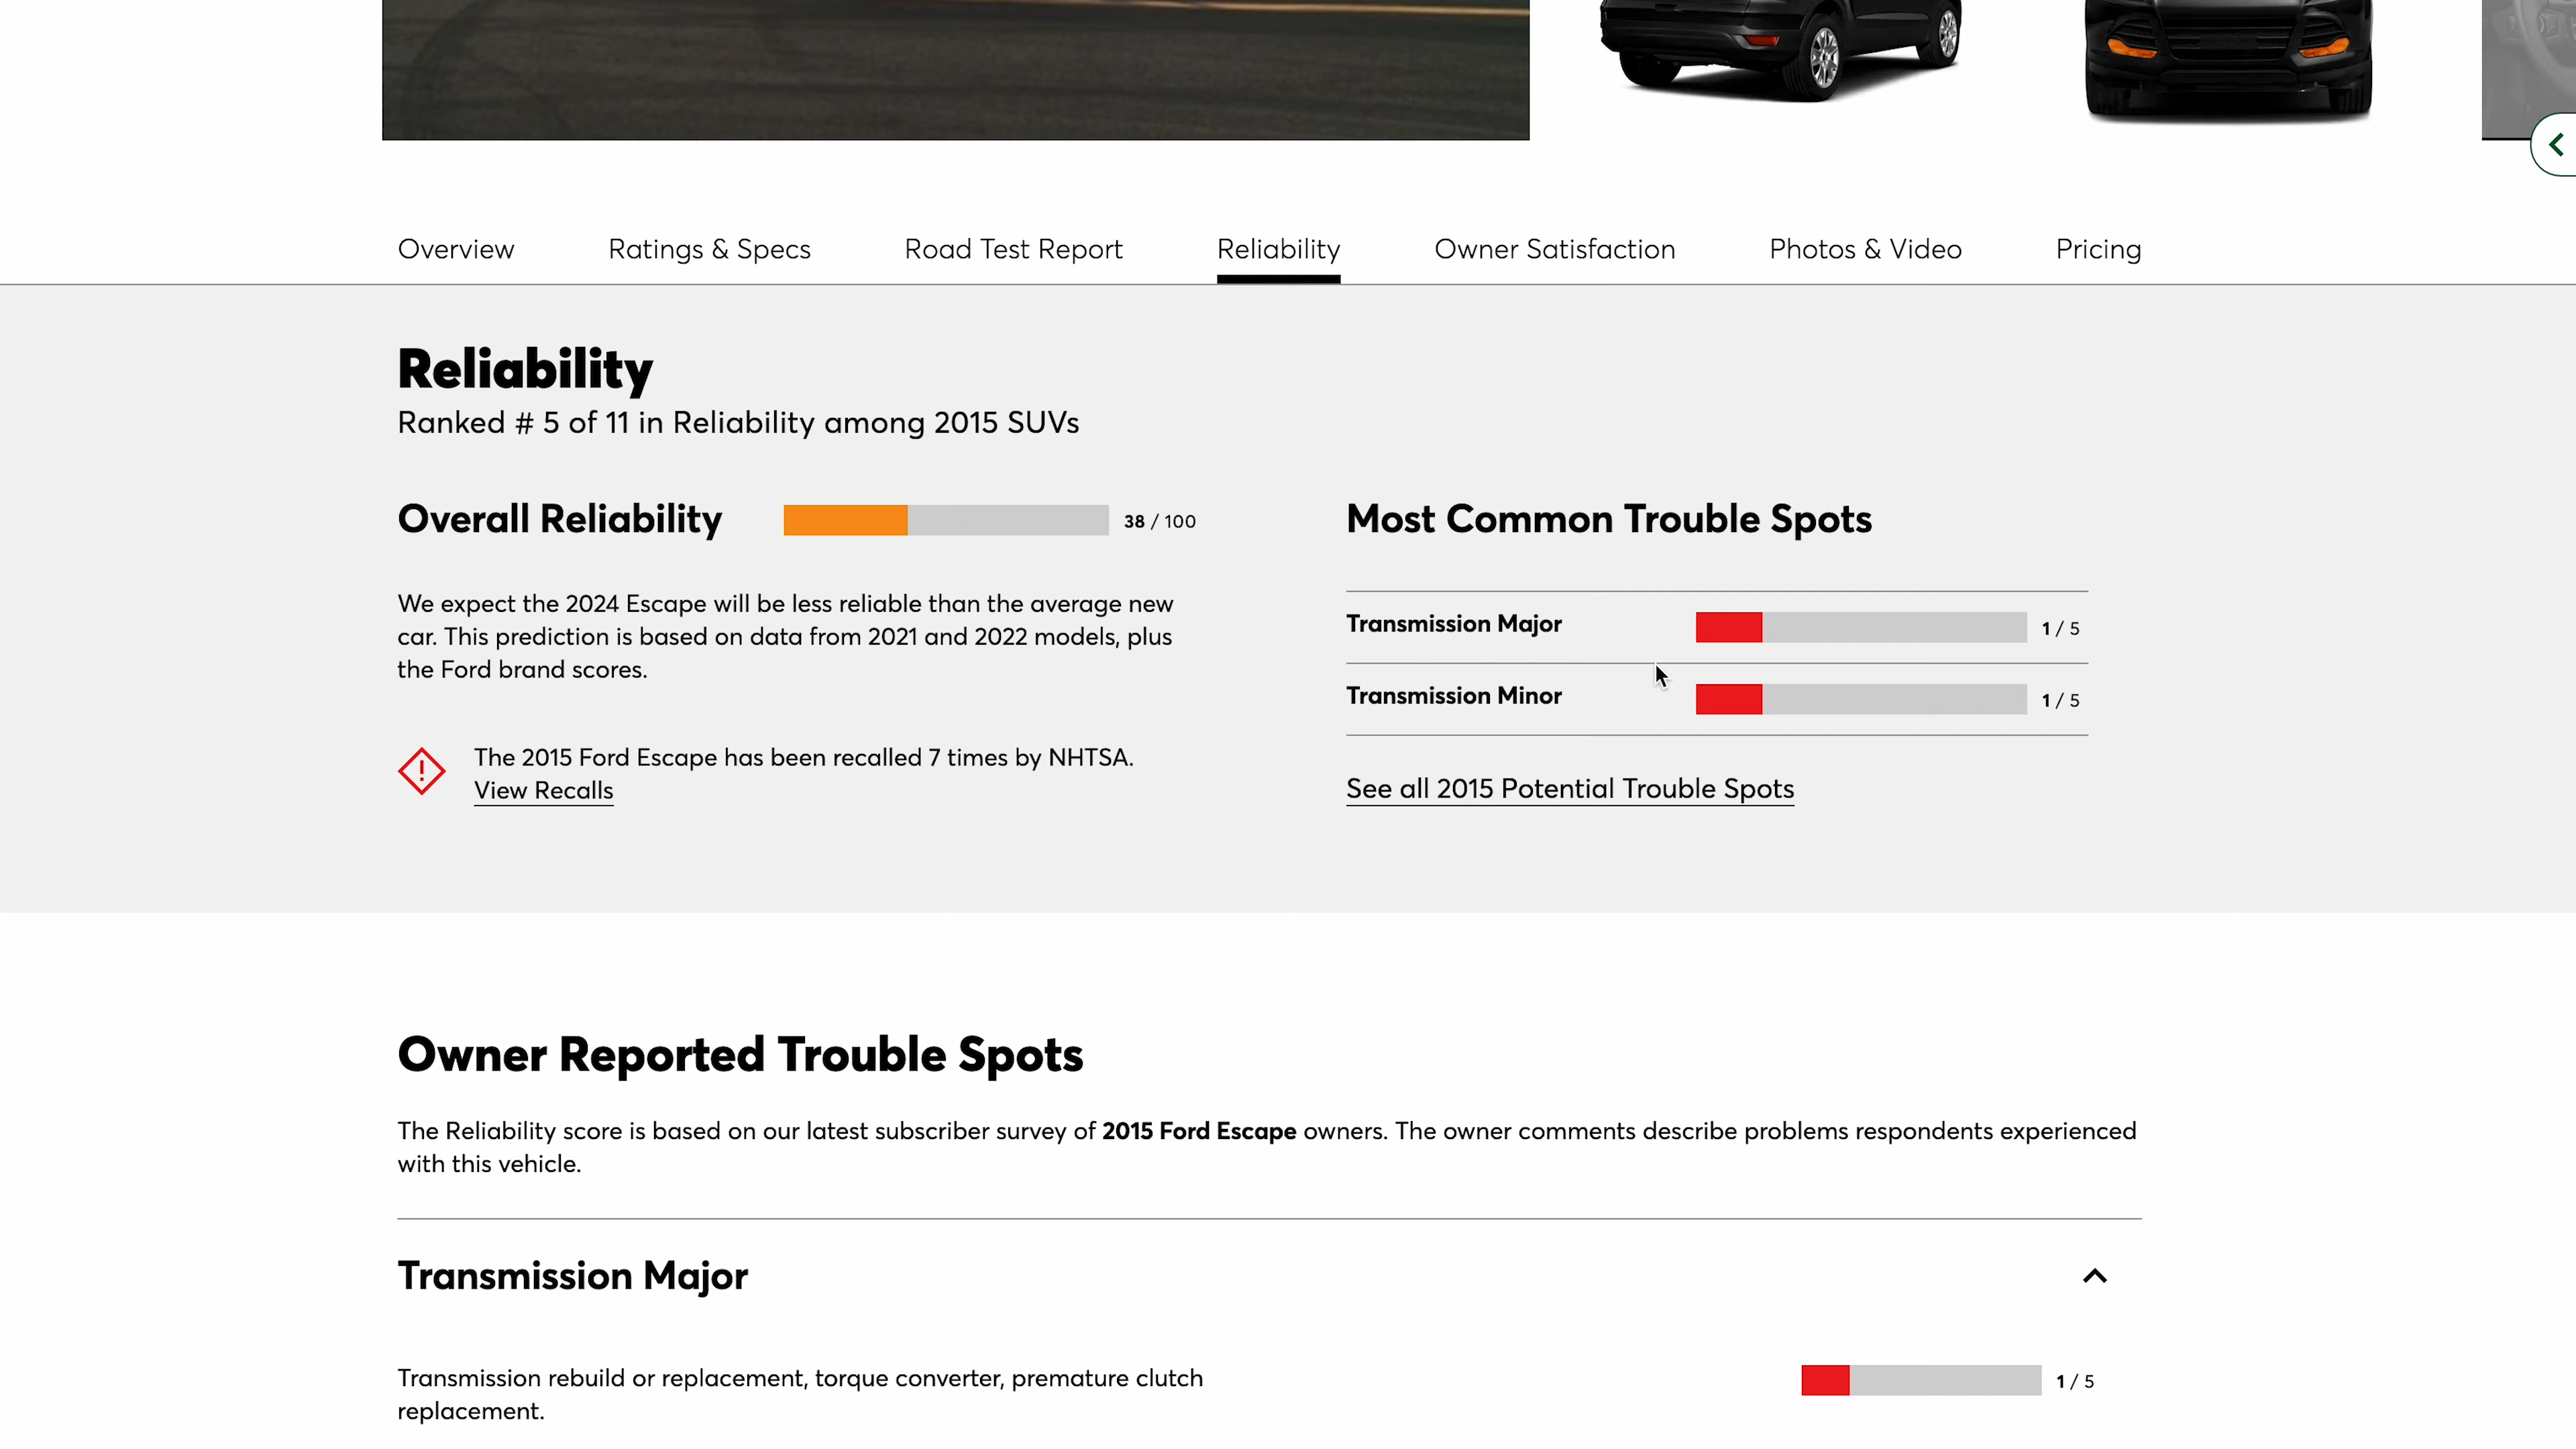 Overview
Ratings & Specs
Road Test Report
Reliability
Owner Satisfaction
Photos & Video
Pricing
Reliability
Ranked # 5 of 11 in Reliability among 2015 SUVs
Overall Reliability
38 / 100
We expect the 2024 Escape will be less reliable than the average new
car. This prediction is based on data from 2021 and 2022 models, plus
the Ford brand scores.
The 2015 Ford Escape has been recalled 7 times by NHTSA.
View Recalls
Most Common Trouble Spots
Transmission Major
1 / 5
Transmission Minor
1 / 5
See all 2015 Potential Trouble Spots
Owner Reported Trouble Spots
The Reliability score is based on our latest subscriber survey of 2015 Ford Escape owners. The owner comments describe problems respondents experienced
with this vehicle.
Transmission Major
Transmission rebuild or replacement, torque converter, premature clutch
replacement.
1 / 5